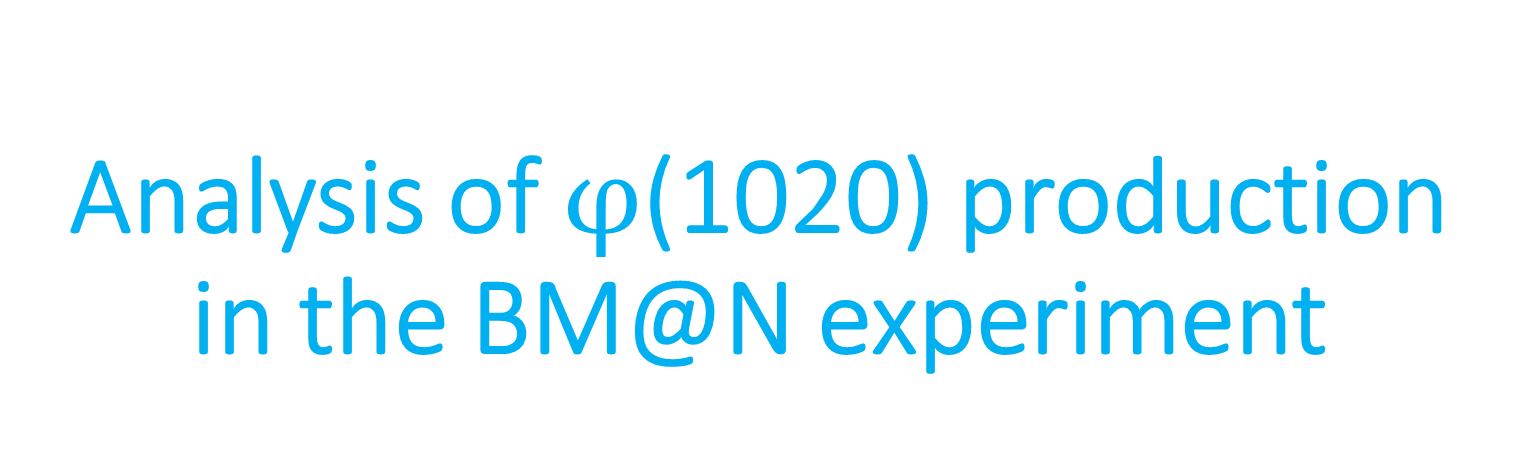 Analysis of φ(1020) production
in the BM@N experiment